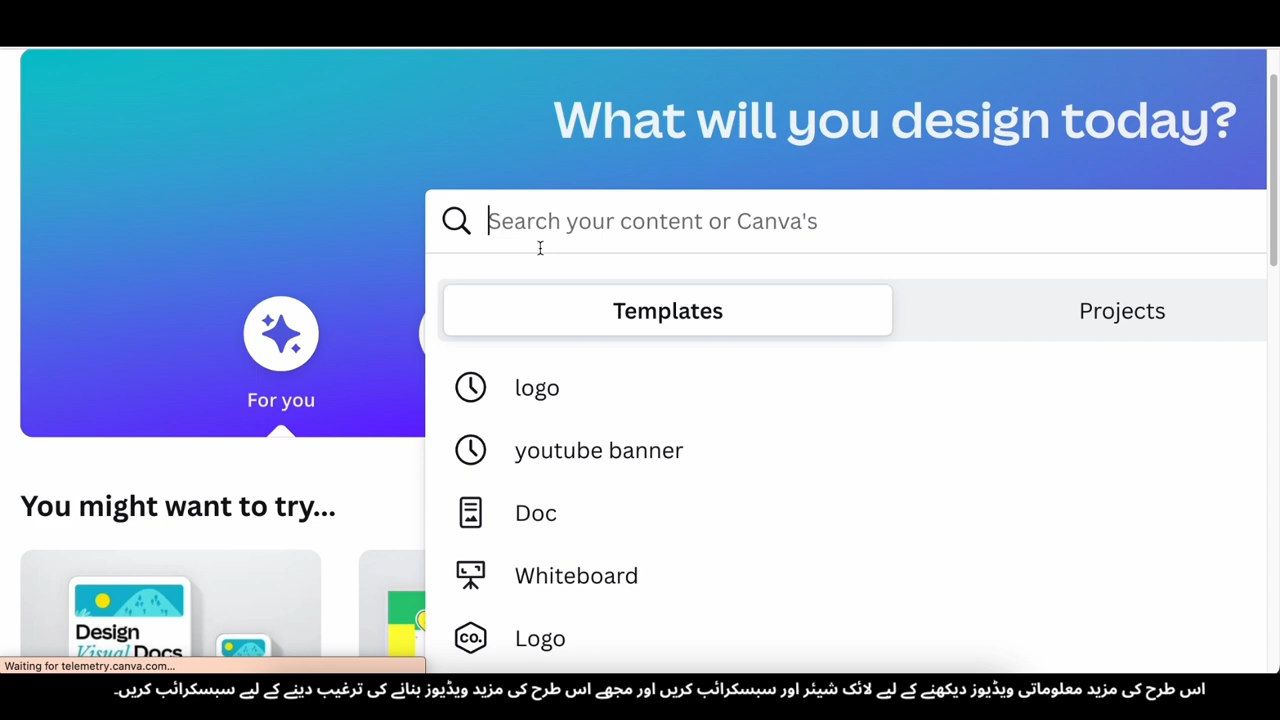 What will you design today?
Search your content or Canva's
Templates
Projects
For you
logo
youtube banner
Doc
Whiteboard
co.
Logo
You might want to try...
Design
Visual Docs
Waiting for telemetry.canva.com...
اس طرح کی مزید معلوماتی ویڈیوز دیکھنے کے لیے لائک شیئر اور سبسکرائب کریں اور مجھے اس طرح کی مزید ویڈیوز بنانے کی ترغیب دینے کے لیے سبسکرائب کریں۔